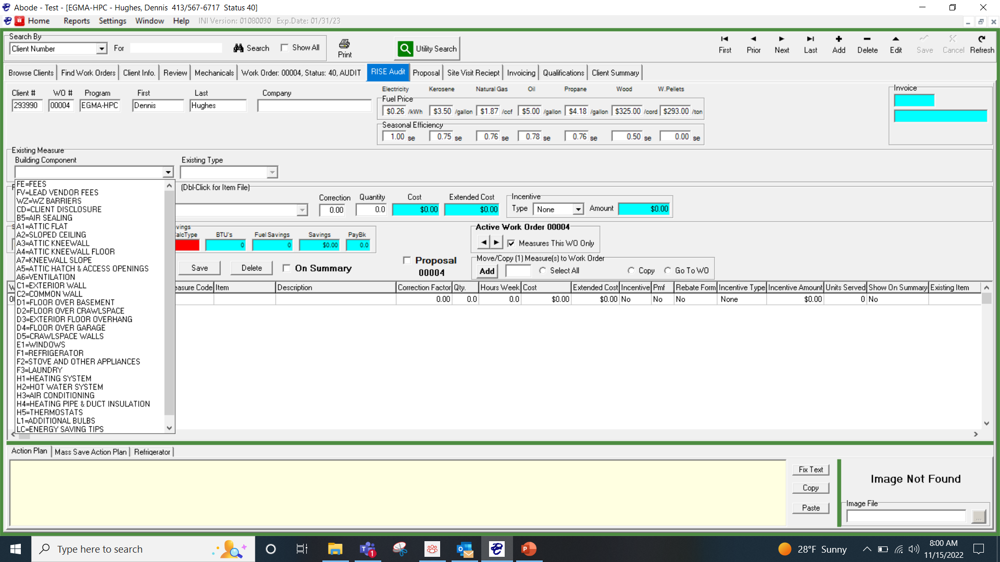 Abode - Test - [EGMA-HPC - Hughes, Dennis 413/567-6717 Status 40]
Home Reports Settings Window Help INI Version: 01080030 Exp.Date: 01/31/23
Search By
Client Number For Search Show All Print Utility Search
First Prior Next Last Add Delete Edit Save Cancel Refresh
Browse Clients Find Work Orders Client Info. Review Mechanicals Work Order: 00004, Status: 40, AUDIT RISE Audit Proposal Site Visit Reciept Invoicing Qualifications Client Summary
Client # WO # Program First Last Company
293990 00004 EGMA-HPC Dennis Hughes
Electricity Kerosene Natural Gas Oil Propane Wood W.Pellets
Fuel Price
$0.26 /kWh $3.50 /gallon $1.87 /ccf $5.00 /gallon $4.18 /gallon $325.00 /cord $293.00 /ton
Seasonal Efficiency
1.00 se 0.75 se 0.76 se 0.78 se 0.76 se 0.50 se 0.00 se
Invoice
Existing Measure
Building Component Existing Type
FE=FEES
FV=LEAD VENDOR FEES
WZ=WZ BARRIERS
CD=CLIENT DISCLOSURE
B5=AIR SEALING
A1=ATTIC FLAT
A2=SLOPED CEILING
A3=ATTIC KNEEWALL
A4=ATTIC KNEEWALL FLOOR
A7=KNEEWALL SLOPE
A5=ATTIC HATCH & ACCESS OPENINGS
A6=VENTILATION
C1=EXTERIOR WALL
C2=COMMON WALL
D1=FLOOR OVER BASEMENT
D2=FLOOR OVER CRAWLSPACE
D3=EXTERIOR FLOOR OVERHANG
D4=FLOOR OVER GARAGE
D5=CRAWLSPACE WALLS
E1=WINDOWS
F1=REFRIGERATOR
F2=STOVE AND OTHER APPLIANCES
F3=LAUNDRY
H1=HEATING SYSTEM
H2=HOT WATER SYSTEM
H3=AIR CONDITIONING
H4=HEATING PIPE & DUCT INSULATION
H5=THERMOSTATS
L1=ADDITIONAL BULBS
LC=ENERGY SAVING TIPS
(Dbl-Click for Item File)
Correction Quantity Cost Extended Cost
0.00 0.0 $0.00 $0.00
Incentive
Type None Amount $0.00
vings
alcType BTU's Fuel Savings Savings PayBk
0 0 $0.00 0.0
Active Work Order 00004
Measures This WO Only
Save Delete On Summary
Proposal
00004
Move/Copy (1) Measure(s) to Work Order
Add Select All Copy Go To WO
W easure Code Item Description Correction Factor Qty. Hours Week Cost Extended Cost Incentive Pmf Rebate Form Incentive Type Incentive Amount Units Served Show On Summary Existing Item
0.00 0.0 0.0 $0.00 $0.00 No No No None $0.00 0 No
Action Plan Mass Save Action Plan Refrigerator
Fix Text
Copy
Paste
Image Not Found
Image File
...
Type here to search
1
28°F Sunny
8:00 AM
11/15/2022